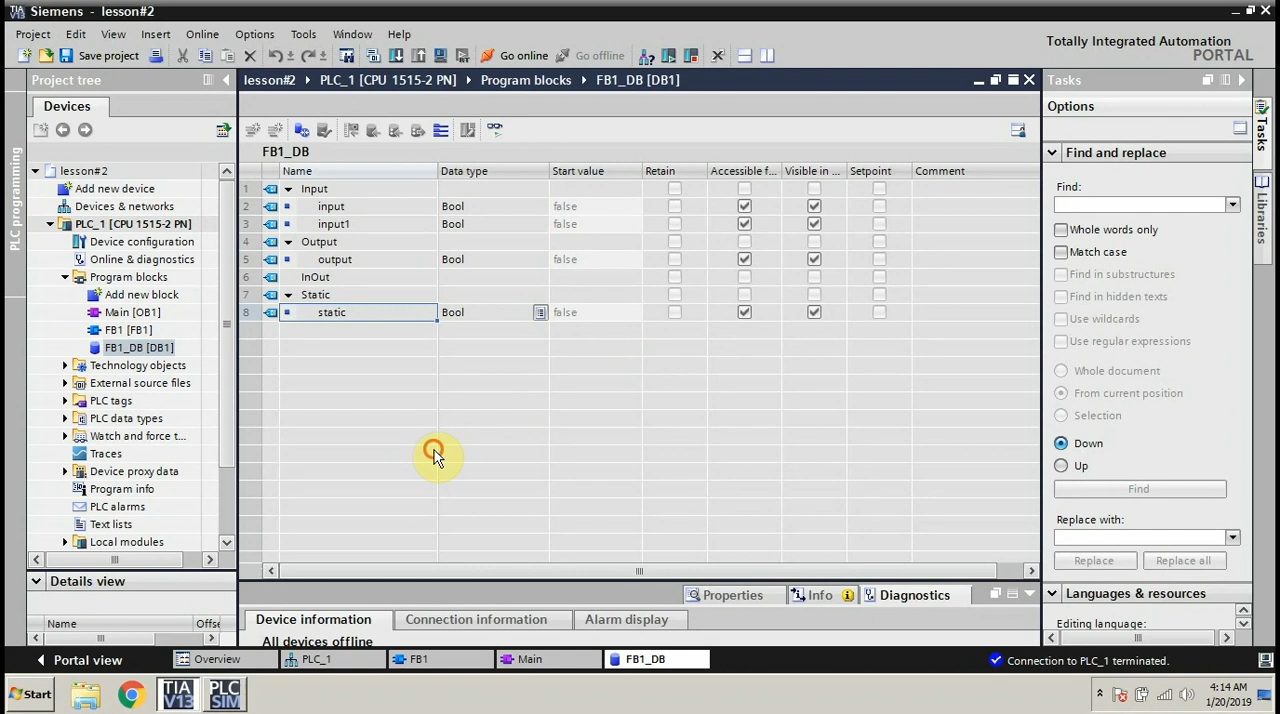 TIA V13 Siemens - lesson#2
Project Edit View Insert Online Options Tools Window Help
Totally Integrated Automation
PORTAL
Save project
Go online
Go offline
Project tree
lesson#2 PLC_1 [CPU 1515-2 PN] Program blocks FB1_DB [DB1]
Tasks
Devices
Options
FB1_DB
Find and replace
lesson#2
Add new device
Devices & networks
PLC_1 [CPU 1515-2 PN]
Device configuration
Online & diagnostics
Program blocks
Add new block
Main [OB1]
FB1 [FB1]
FB1_DB [DB1]
Technology objects
External source files
PLC tags
PLC data types
Watch and force t...
Traces
Device proxy data
Program info
PLC alarms
Text lists
Local modules
Details view
Name Offse
PLC programming
Name Data type Start value Retain Accessible f... Visible in ... Setpoint Comment
1 Input
2 input Bool false
3 input1 Bool false
4 Output
5 output Bool false
6 InOut
7 Static
8 static Bool false
Find:
Whole words only
Match case
Find in substructures
Find in hidden texts
Use wildcards
Use regular expressions
Whole document
From current position
Selection
Down
Up
Find
Replace with:
Replace Replace all
Languages & resources
Editing language:
Tasks
Libraries
Properties Info Diagnostics
Device information Connection information Alarm display
All devices offline
Portal view Overview PLC_1 FB1 Main FB1_DB
Connection to PLC_1 terminated.
Start
TIA V13
PLC SIM
4:14 AM
1/20/2019